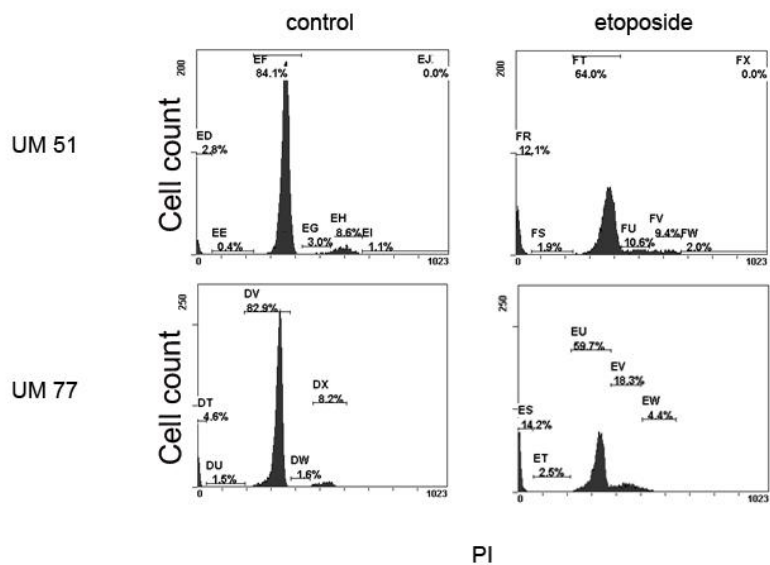 control
etoposide
UM 51
Cell count
200
EF
84.1%
EJ.
0.0%
ED
2.8%
EE
0.4%
EG
3.0%
EH
8.6%
EI
1.1%
0
1023
200
FT
64.0%
FX
0.0%
FR
12.1%
FS
1.9%
FU
10.6%
FV
9.4%
FW
2.0%
0
1023
UM 77
Cell count
250
DV
82.9%
DT
4.6%
DX
8.2%
DU
1.5%
DW
1.6%
0
1023
250
EU
59.7%
EV
18.3%
EW
4.4%
ES
14.2%
ET
2.5%
0
1023
PI